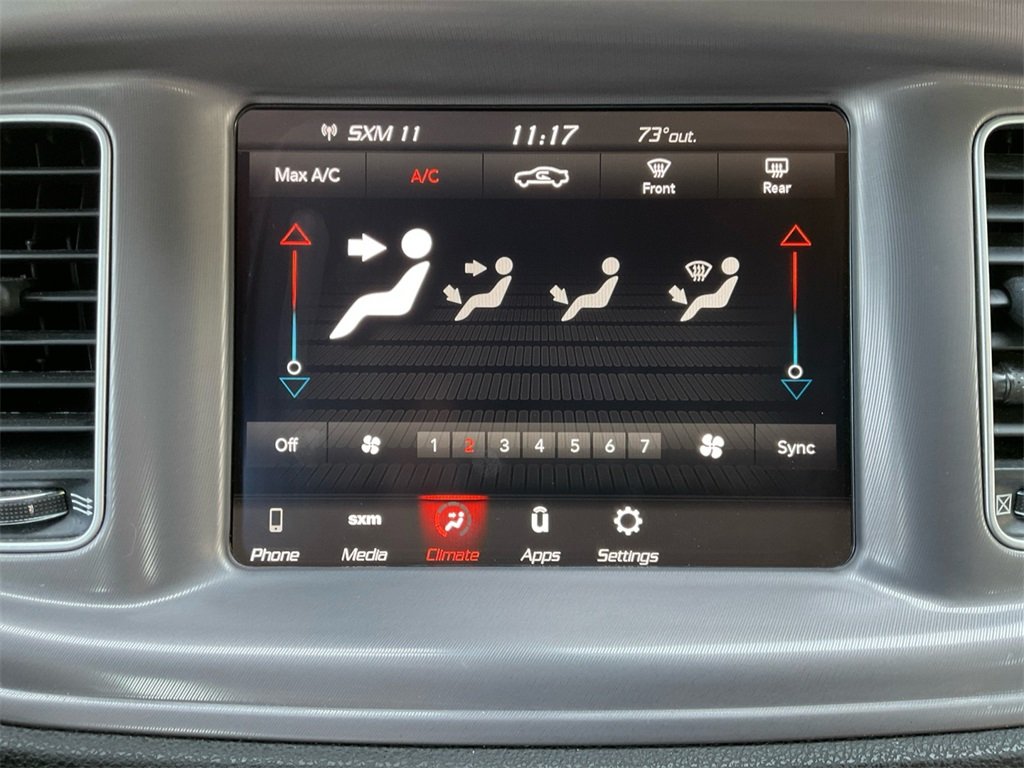 SXM 11 11:17 73°out.
Max A/C A/C Front Rear
Off 1 2 3 4 5 6 7 Sync
sxm
Phone Media Climate Apps Settings